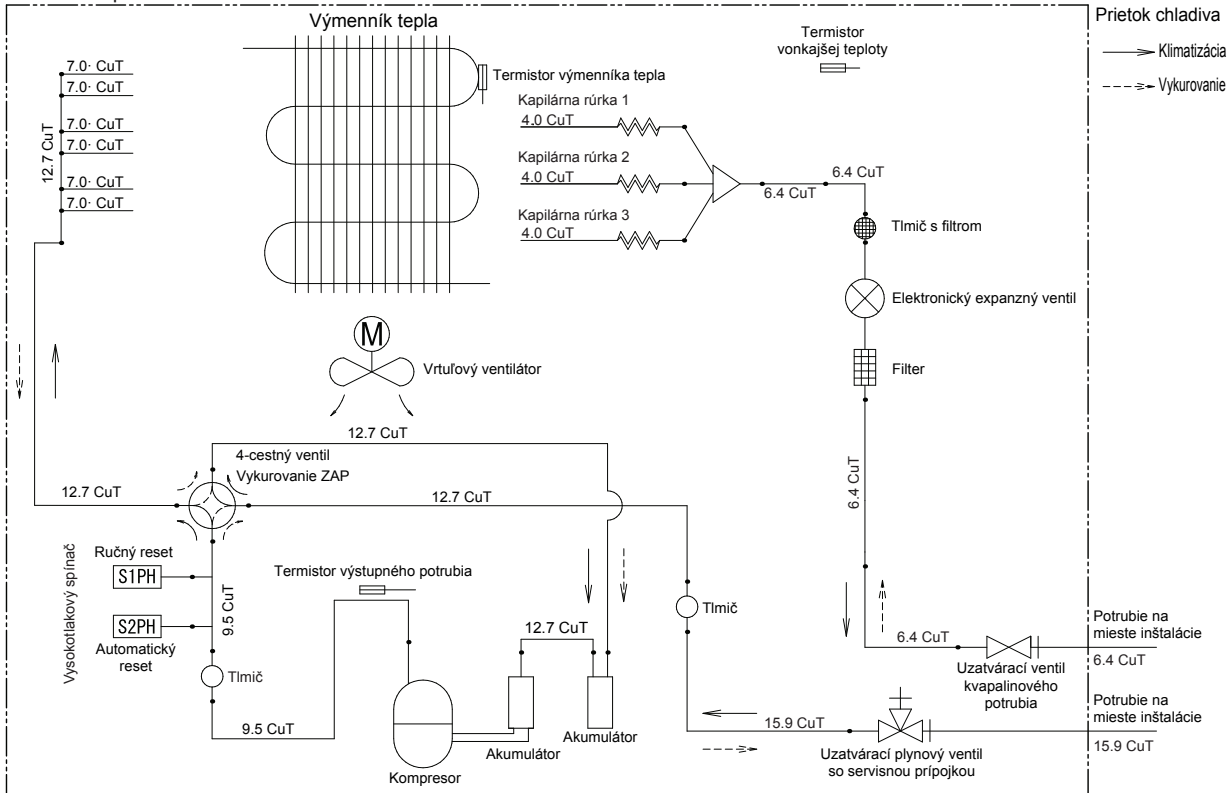 Výmenník tepla
Termistor
vonkajšej teploty
Prietok chladiva
Klimatizácia
Vykurovanie
7.0· CuT
7.0· CuT
7.0· CuT
7.0· CuT
7.0· CuT
7.0· CuT
12.7 CuT
Termistor výmenníka tepla
Kapilárna rúrka 1
4.0 CuT
Kapilárna rúrka 2
4.0 CuT
Kapilárna rúrka 3
4.0 CuT
6.4 CuT
6.4 CuT
Tlmič s filtrom
Elektronický expanzný ventil
Filter
M
Vrtuľový ventilátor
12.7 CuT
4-cestný ventil
Vykurovanie ZAP
12.7 CuT
12.7 CuT
6.4 CuT
Vysokotlakový spínač
Ručný reset
S1PH
S2PH
Automatický
reset
9.5 CuT
Tlmič
Termistor výstupného potrubia
9.5 CuT
Kompresor
12.7 CuT
Akumulátor
Akumulátor
Tlmič
6.4 CuT
Uzatvárací ventil
kvapalinového
potrubia
Potrubie na
mieste inštalácie
6.4 CuT
15.9 CuT
Uzatvárací plynový ventil
so servisnou prípojkou
Potrubie na
mieste inštalácie
15.9 CuT